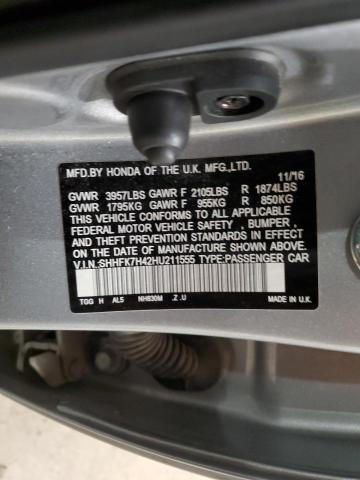 MFD.BY HONDA OF THE U.K. MFG.,LTD.
11/16
GVWR 3957LBS GAWR F 2105LBS R 1874LBS
GVWR 1795KG GAWR F 955KG R 850KG
THIS VEHICLE CONFORMS TO ALL APPLICABLE
FEDERAL MOTOR VEHICLE SAFETY , BUMPER, AND
THEFT PREVENTION STANDARDS IN EFFECT ON
THE DATE OF MANUFACTURE SHOWN ABOVE.
V.I.N.:SHHFK7H42HU211555 TYPE:PASSENGER CAR
TGG H AL5 NH830M .Z.U MADE IN U.K.